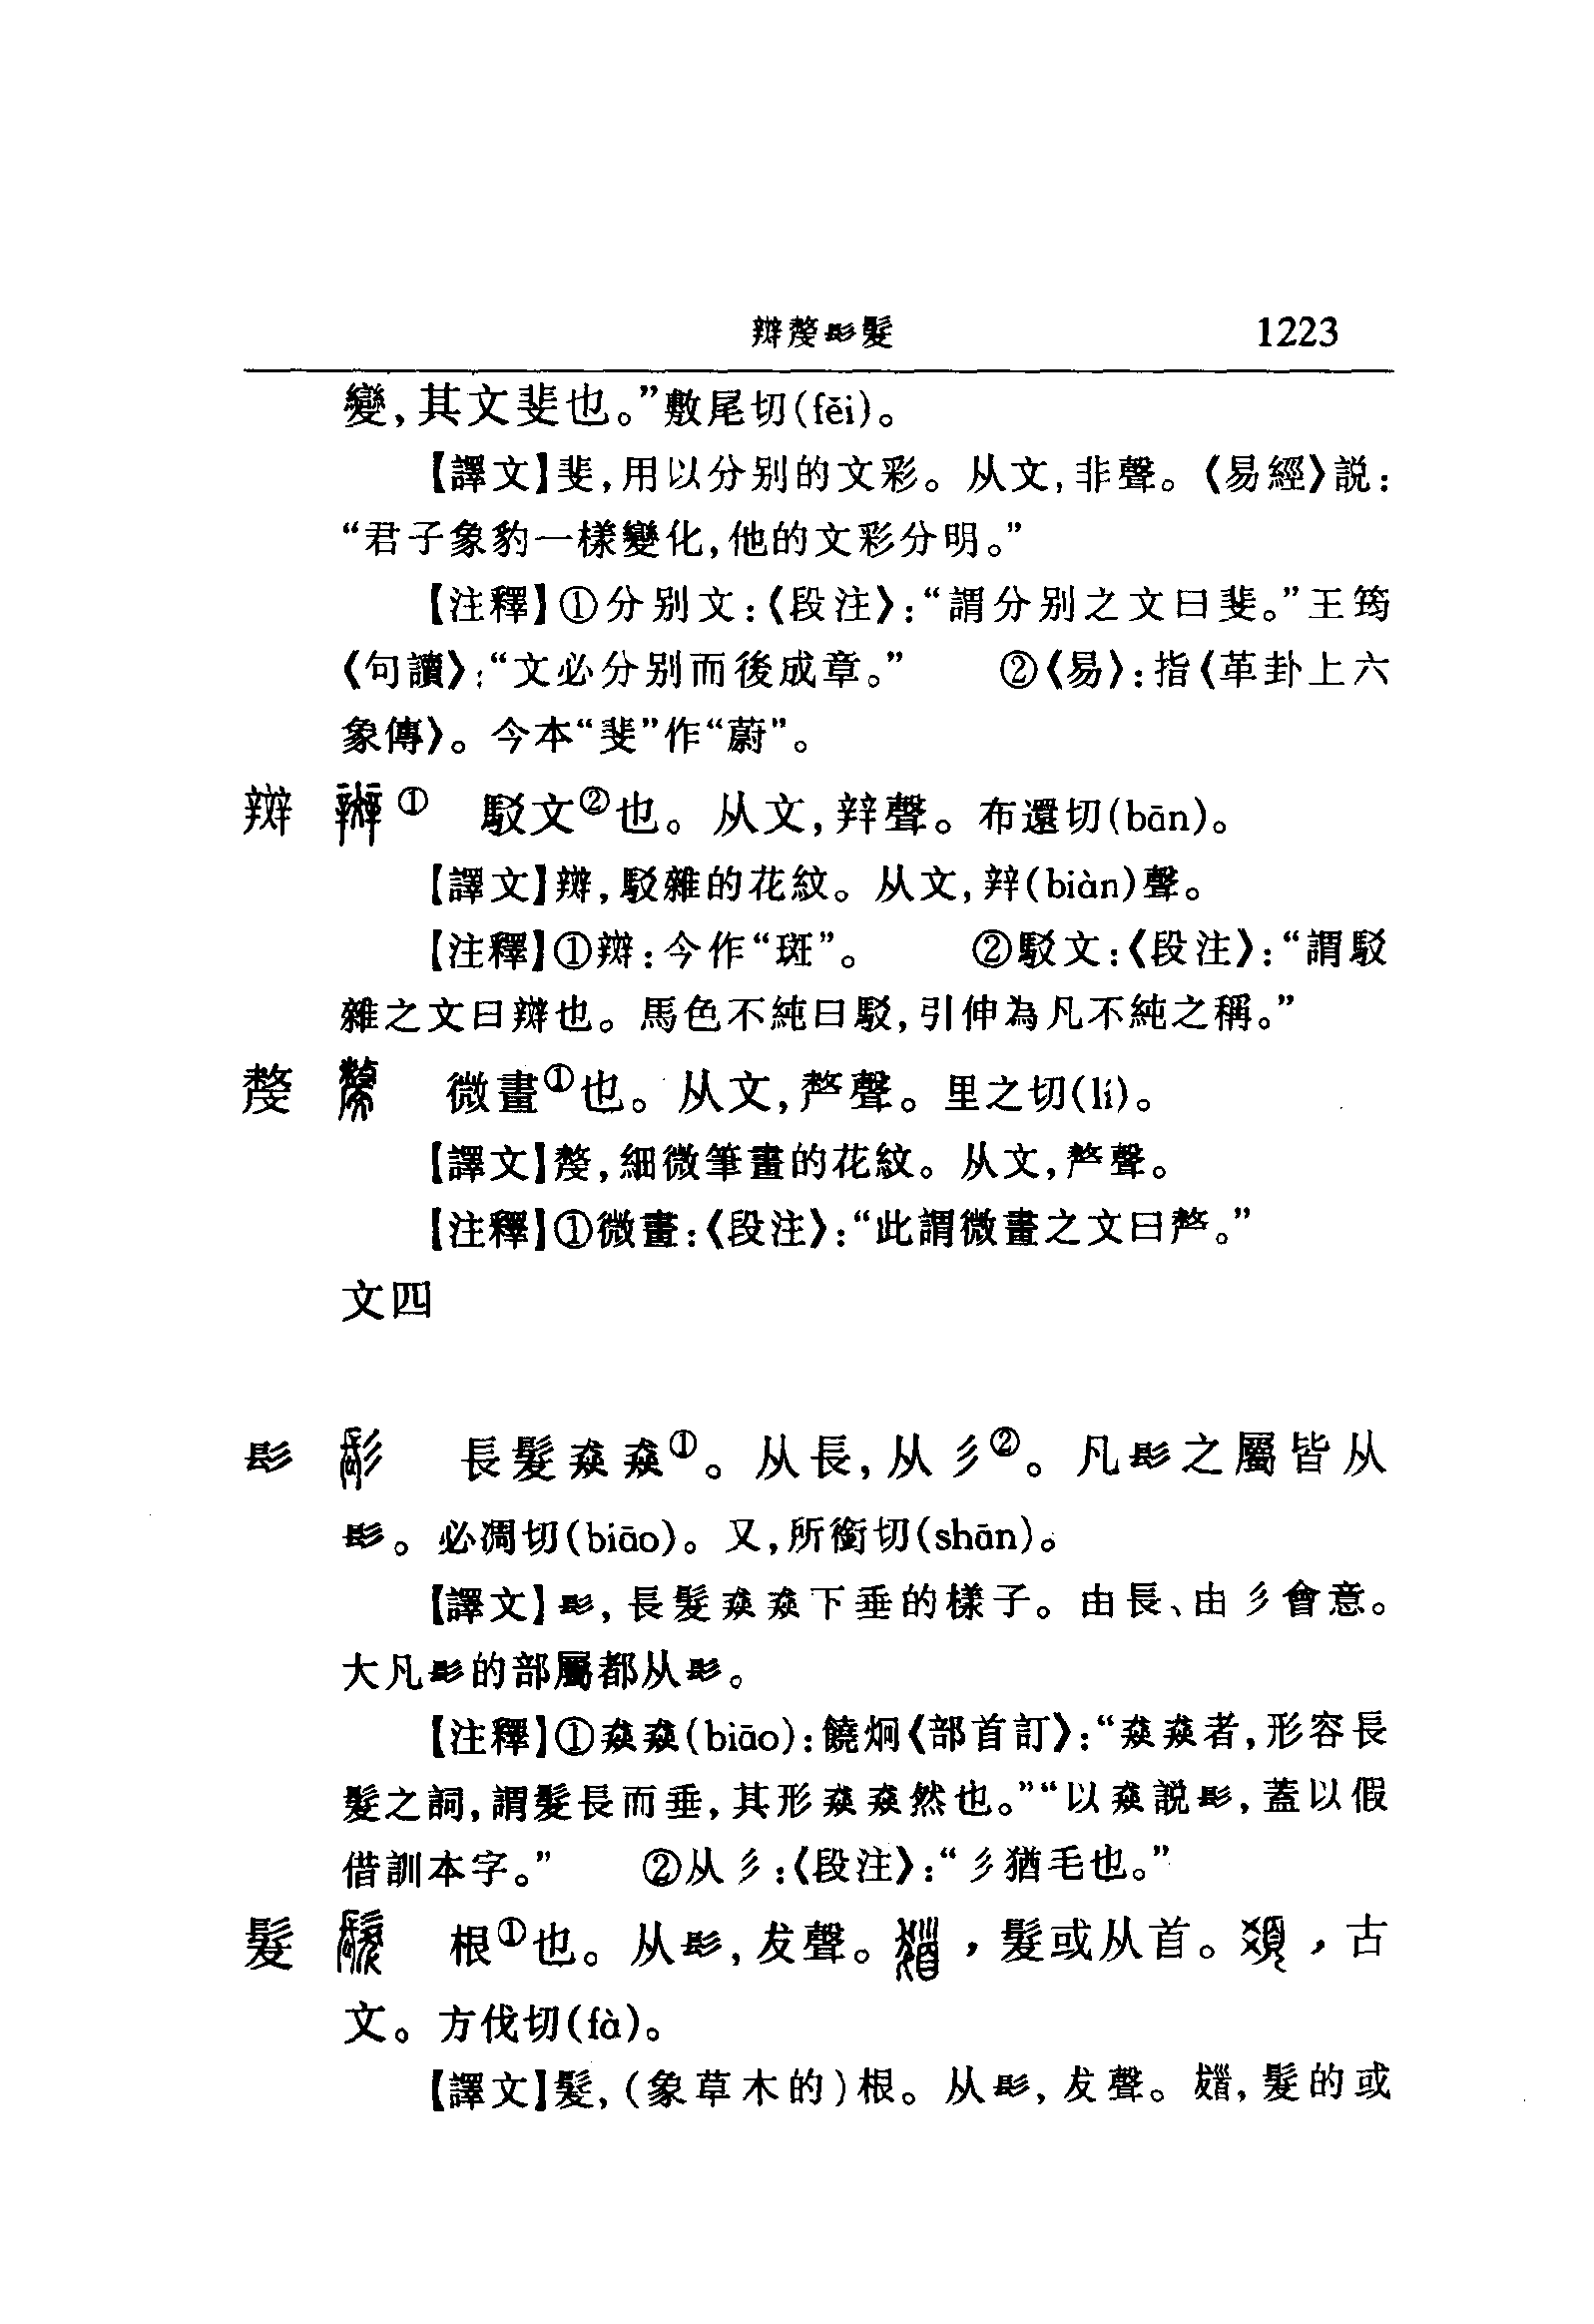 辬斄髟髮 1223
變,其文斐也。”敷尾切(fěi)。
【譯文】斐,用以分别的文彩。从文,非聲。《易經》説:
“君子象豹一樣變化,他的文彩分明。”
【注釋】①分别文:《段注》:“謂分别之文曰斐。”王筠
《句讀》:“文必分别而後成章。” ②《易》:指《革卦上六
象傳》。今本“斐”作“蔚”。
辬 ① 駁文②也。从文,辡聲。布還切(bān)。
【譯文】辬,駁雜的花紋。从文,辡(biàn)聲。
【注釋】①辬:今作“斑”。 ②駁文:《段注》:“謂駁
雜之文曰辬也。馬色不純曰駁,引伸為凡不純之稱。”
嫠 微畫①也。从文,𠩺聲。里之切(lí)。
【譯文】,細微筆畫的花紋。从文,𠩺聲。
【注釋】①微畫:《段注》:“此謂微畫之文曰𠩺。”
文四
髟 長髮猋猋①。从長,从彡②。凡髟之屬皆从
髟。必凋切(biāo)。又,所銜切(shān)。
【譯文】髟,長髮猋猋下垂的樣子。由長、由彡會意。
大凡髟的部屬都从髟。
【注釋】①猋猋(biāo):饒炯《部首訂》:“猋猋者,形容長
髮之詞,謂髮長而垂,其形猋猋然也。”“以猋説髟,蓋以假
借訓本字。” ②从彡:《段注》:“彡猶毛也。”
髮 根①也。从髟,犮聲。,髮或从首。,古
文。方伐切(fà)。
【譯文】髮,(象草木的)根。从髟,犮聲。,髮的或